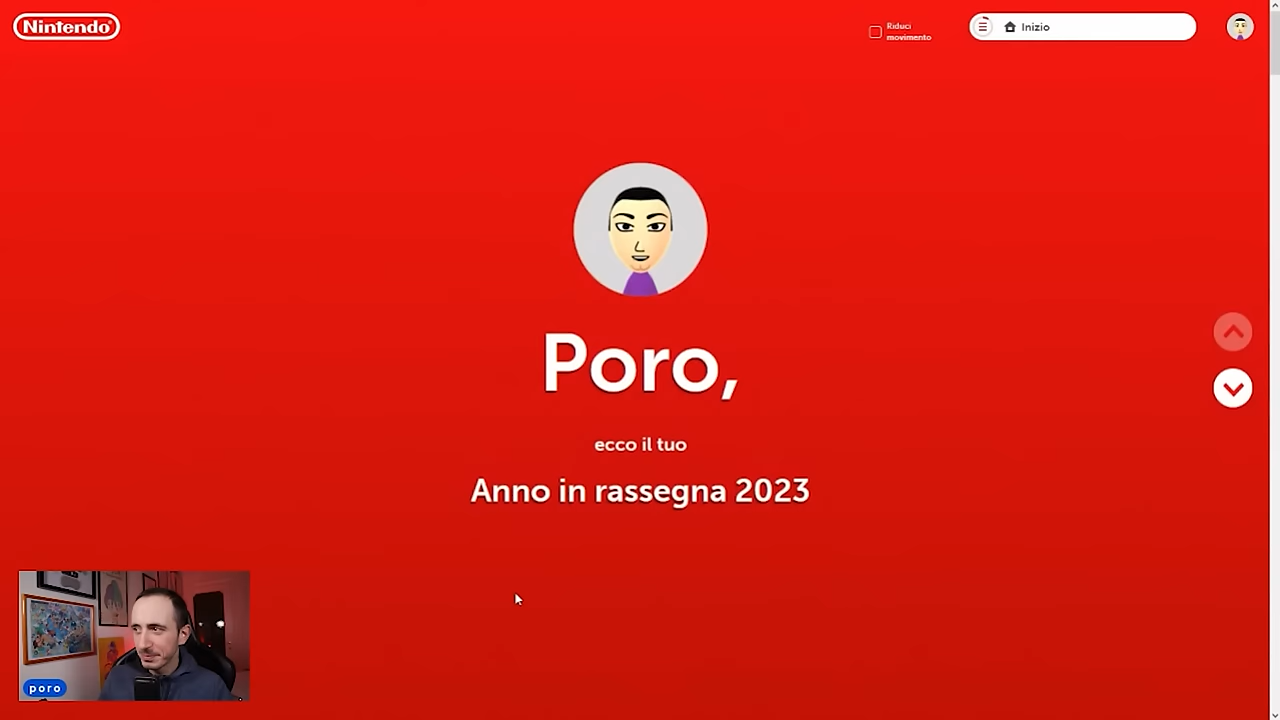 Nintendo
Riduci
movimento
Inizio
Poro,
ecco il tuo
Anno in rassegna 2023
poro